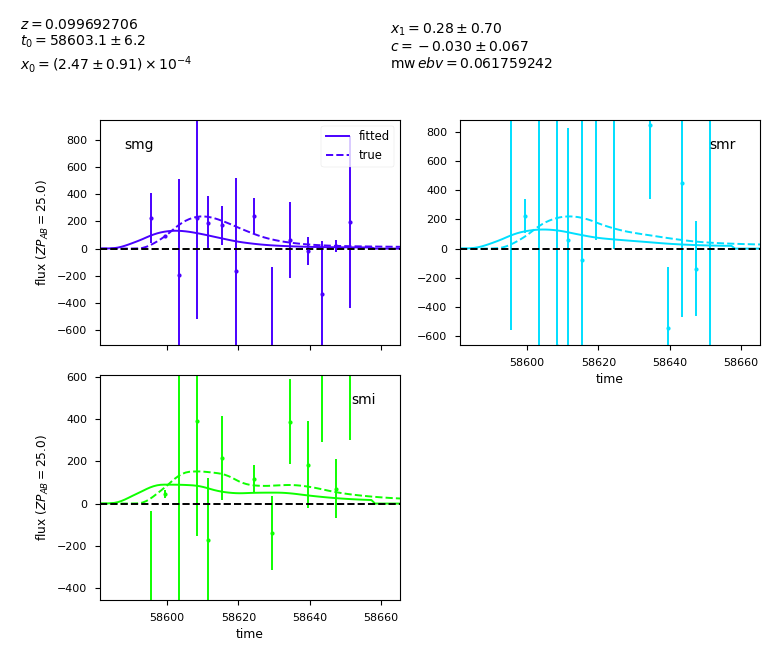 z = 0.099692706
t₀ = 58603.1 ± 6.2
x₀ = (2.47 ± 0.91) × 10⁻⁴
x₁ = 0.28 ± 0.70
c = −0.030 ± 0.067
mw ebv = 0.061759242
smg
fitted
true
800
600
400
200
0
−200
−400
−600
flux (ZP_AB = 25.0)
smr
800
600
400
200
0
−200
−400
−600
58600 58620 58640 58660
time
smi
600
400
200
0
−200
−400
flux (ZP_AB = 25.0)
58600 58620 58640 58660
time